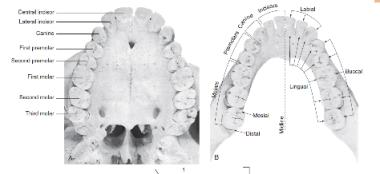 Central incisor
Lateral incisor
Canine
First premolar
Second premolar
First molar
Second molar
Third molar
A
Incisors
Canine
Premolars
Molars
Labial
Buccal
Lingual
Mesial
Distal
Midline
B
1